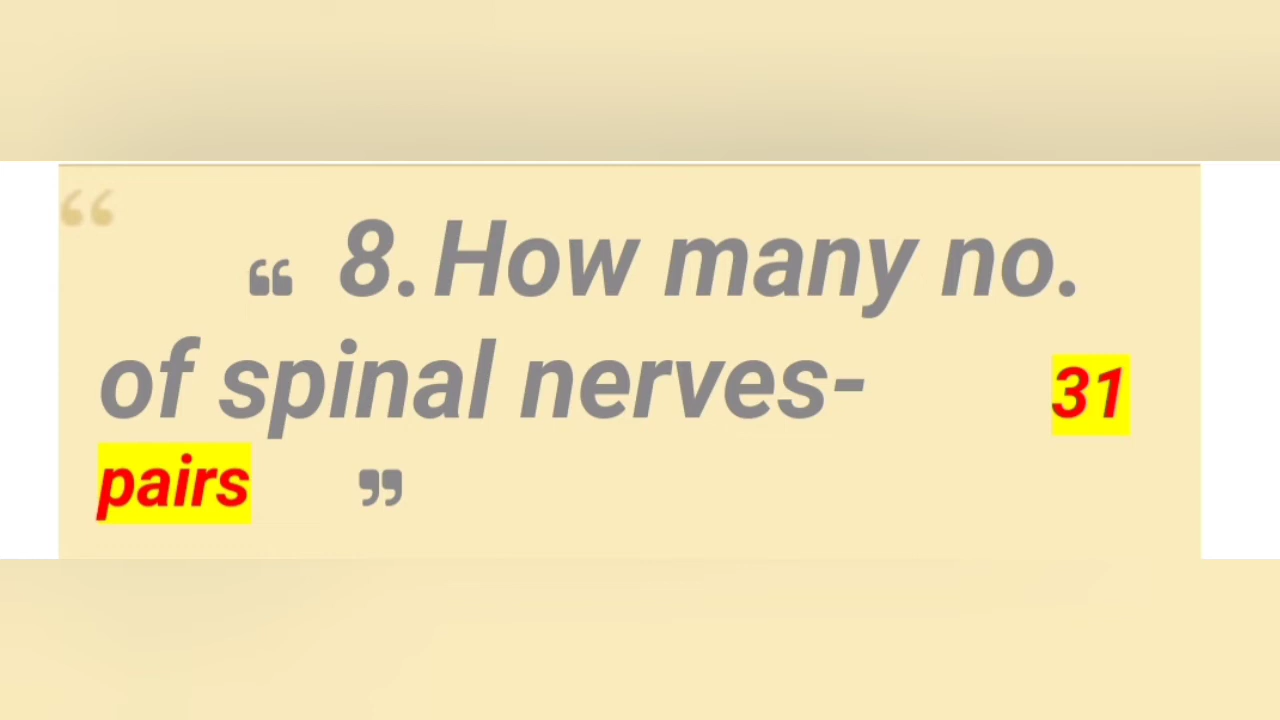 “
“ 8. How many no.
of spinal nerves- 31
pairs ”